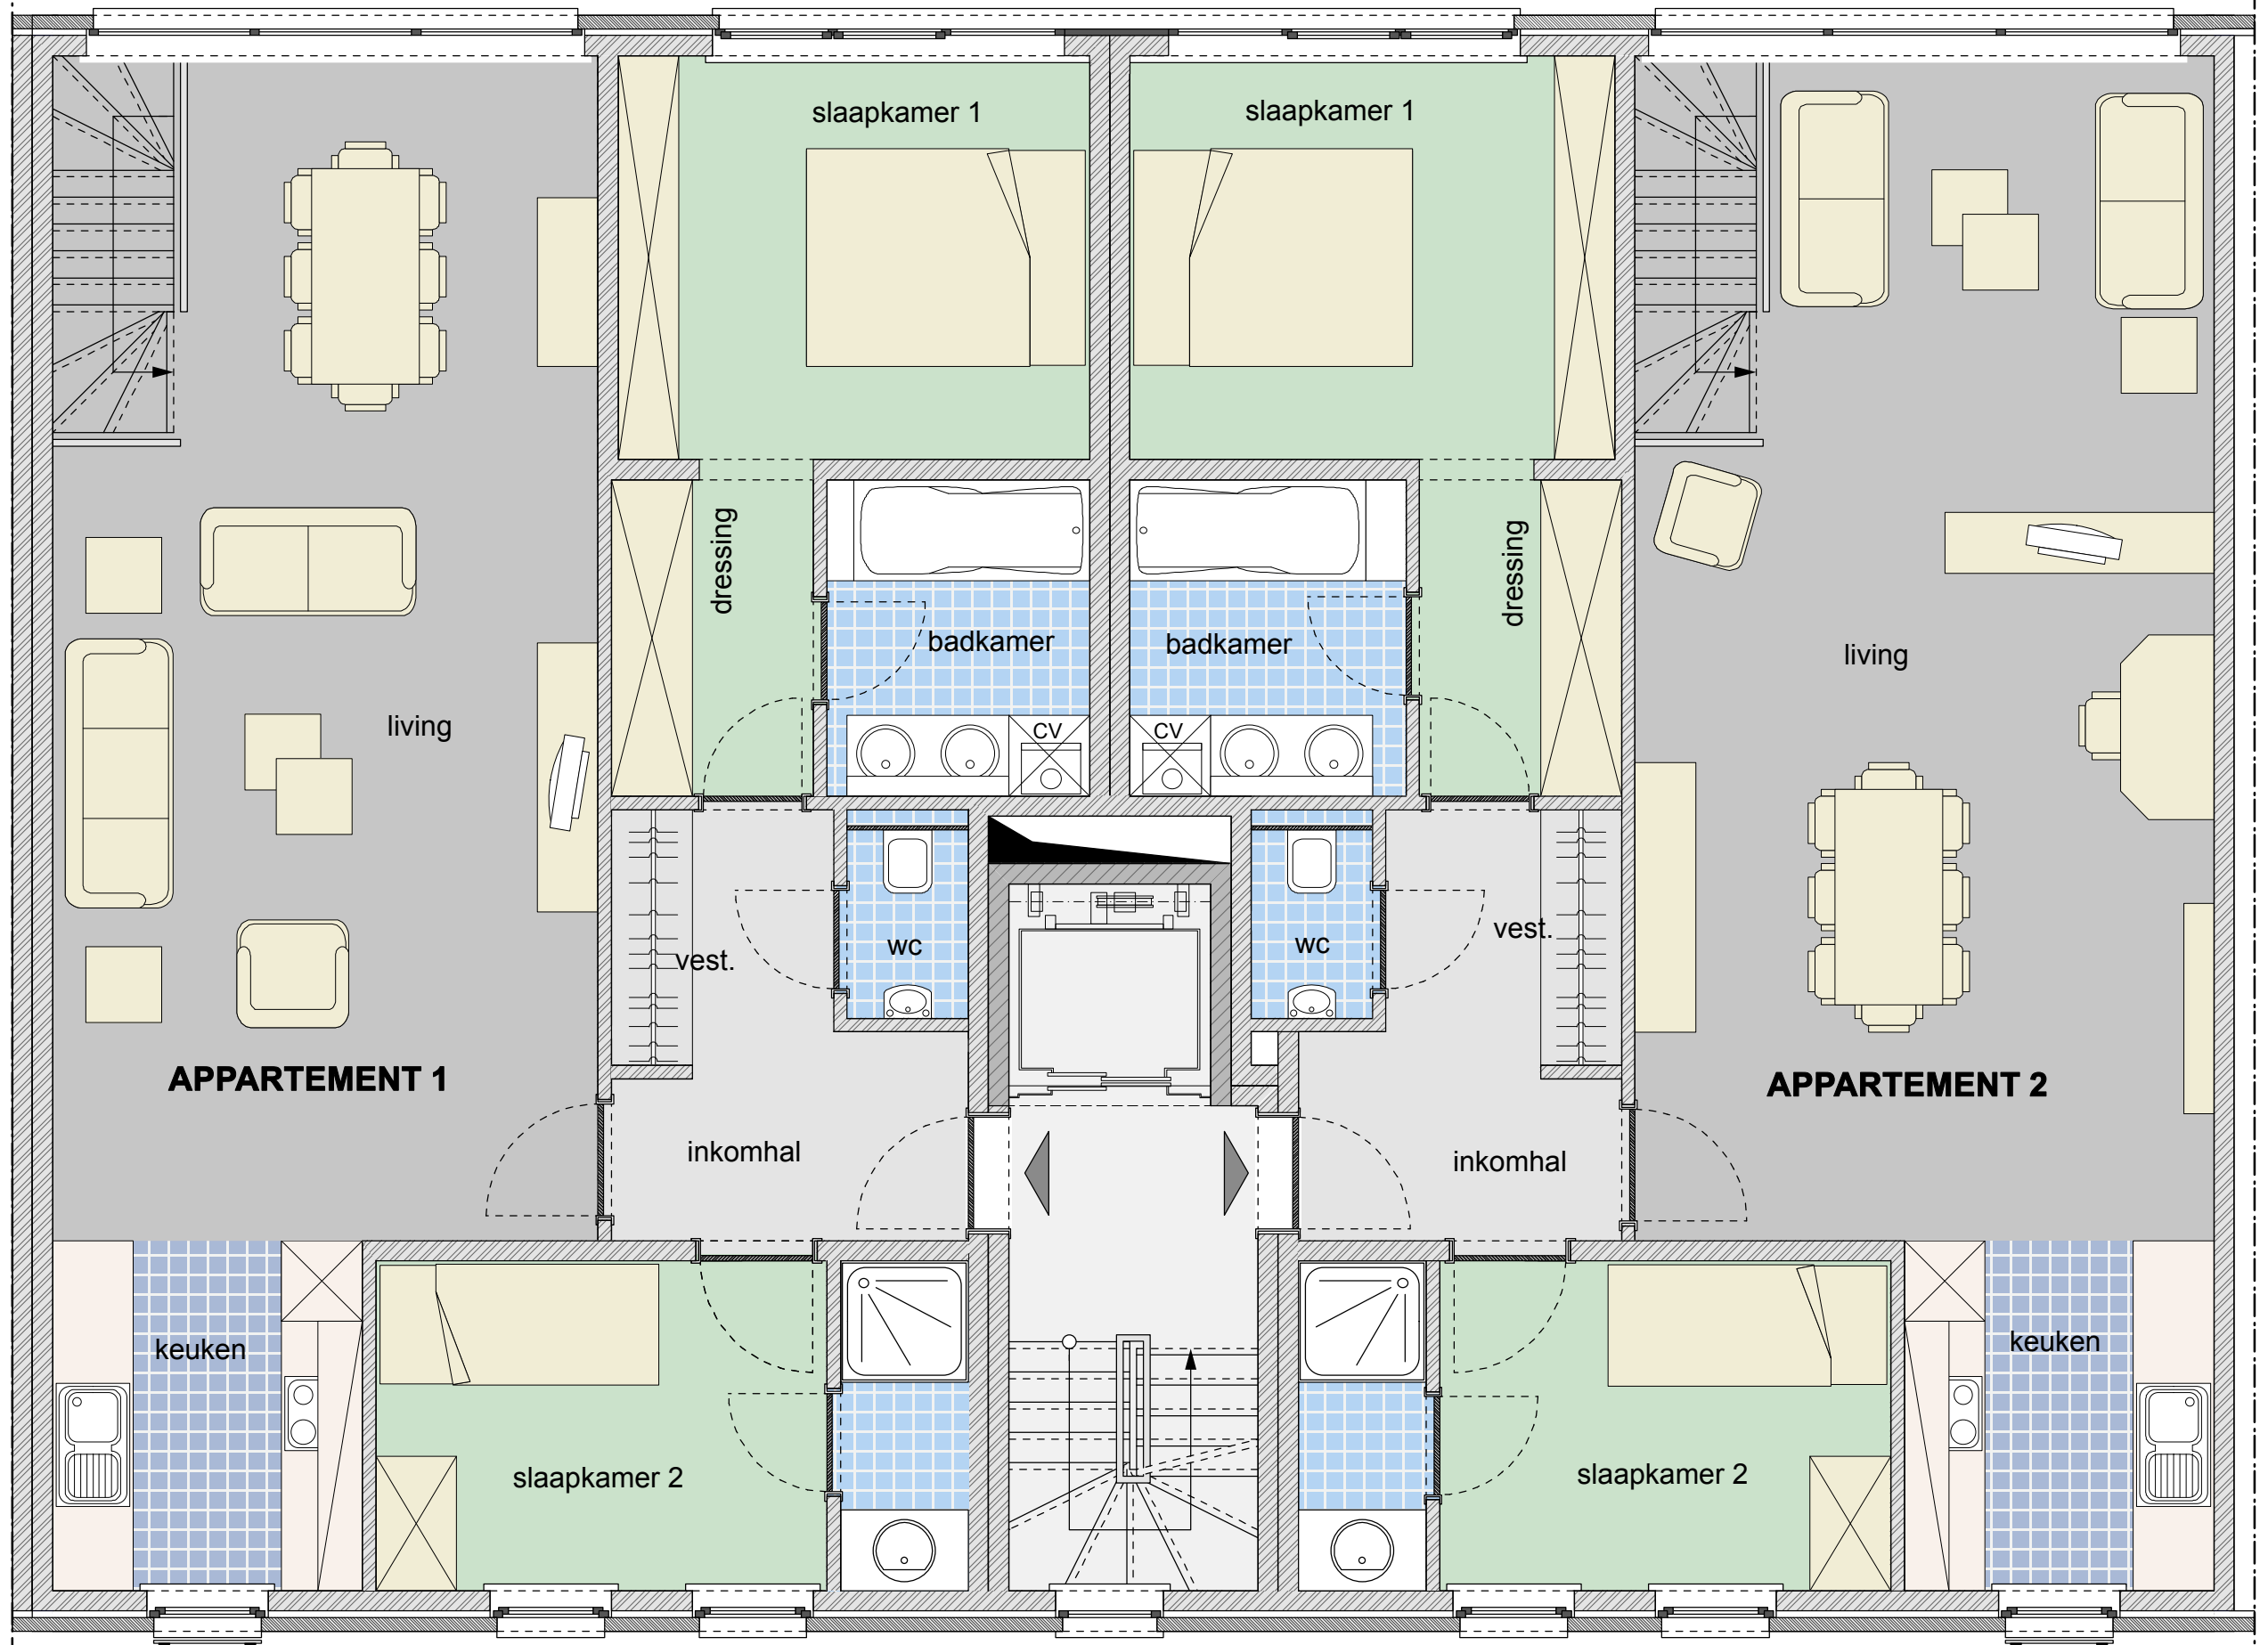 slaapkamer 1
slaapkamer 1
dressing
dressing
badkamer
badkamer
living
living
CV
CV
vest.
wc
wc
vest.
APPARTEMENT 1
APPARTEMENT 2
inkomhal
inkomhal
keuken
keuken
slaapkamer 2
slaapkamer 2